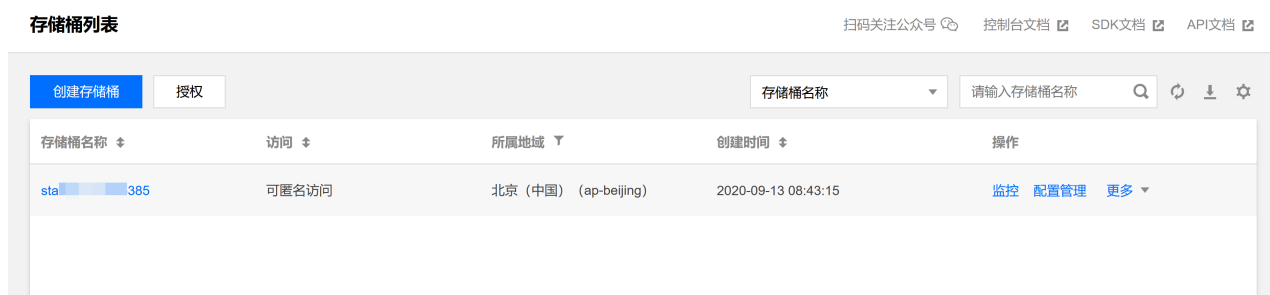 存储桶列表 扫码关注公众号 控制台文档 SDK文档 API文档
创建存储桶 授权 存储桶名称 请输入存储桶名称
存储桶名称 访问 所属地域 创建时间 操作
sta 385 可匿名访问 北京（中国）（ap-beijing） 2020-09-13 08:43:15 监控 配置管理 更多